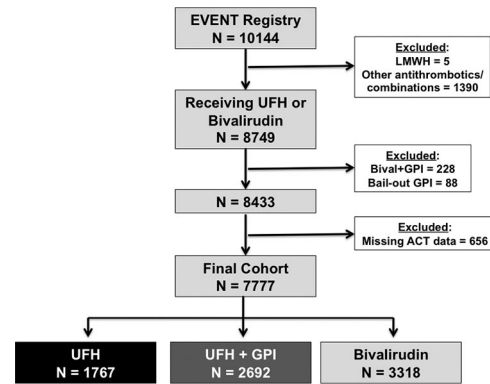 EVENT Registry
N = 10144
Excluded:
LMWH = 5
Other antithrombotics/
combinations = 1390
Receiving UFH or
Bivalirudin
N = 8749
Excluded:
Bival+GPI = 228
Bail-out GPI = 88
N = 8433
Excluded:
Missing ACT data = 656
Final Cohort
N = 7777
UFH
N = 1767
UFH + GPI
N = 2692
Bivalirudin
N = 3318